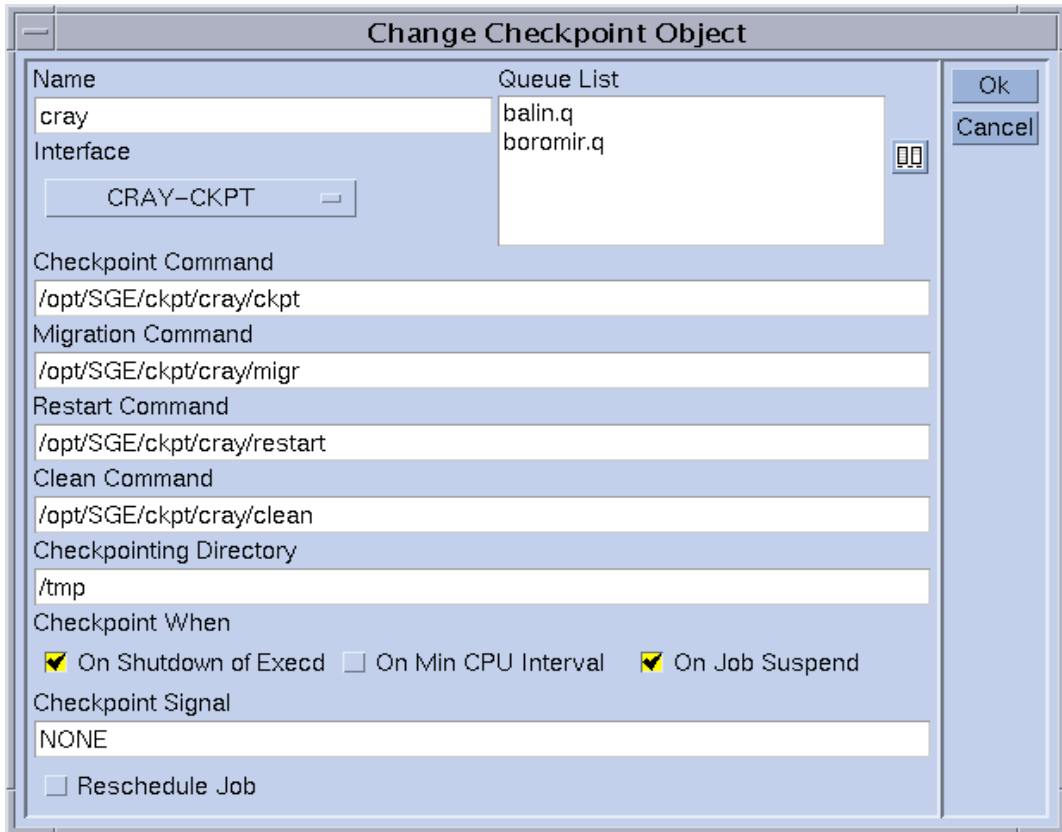 Change Checkpoint Object
Name
cray
Interface
CRAY-CKPT
Queue List
balin.q
boromir.q
Ok
Cancel
Checkpoint Command
/opt/SGE/ckpt/cray/ckpt
Migration Command
/opt/SGE/ckpt/cray/migr
Restart Command
/opt/SGE/ckpt/cray/restart
Clean Command
/opt/SGE/ckpt/cray/clean
Checkpointing Directory
/tmp
Checkpoint When
On Shutdown of Execd On Min CPU Interval On Job Suspend
Checkpoint Signal
NONE
Reschedule Job